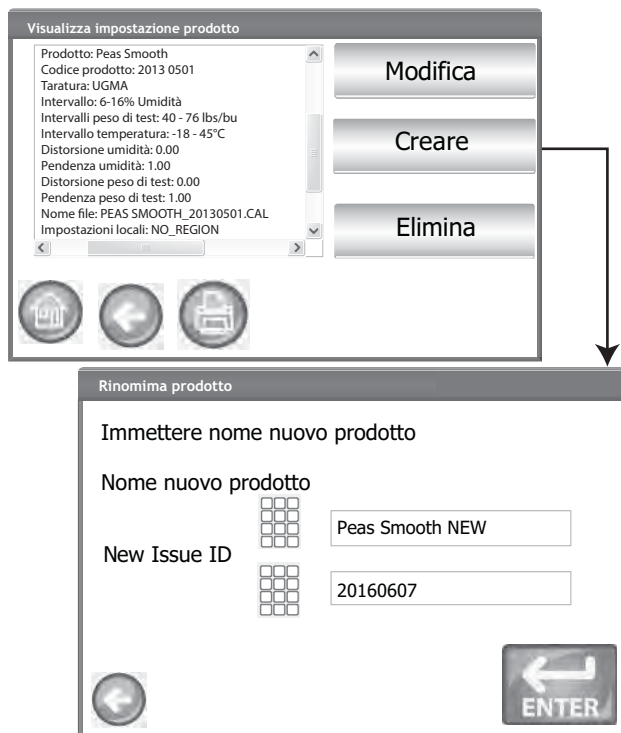 Visualizza impostazione prodotto
Prodotto: Peas Smooth
Codice prodotto: 2013 0501
Taratura: UGMA
Intervallo: 6-16% Umidità
Intervalli peso di test: 40 - 76 lbs/bu
Intervallo temperatura: -18 - 45°C
Distorsione umidità: 0.00
Pendenza umidità: 1.00
Distorsione peso di test: 0.00
Pendenza peso di test: 1.00
Nome file: PEAS SMOOTH_20130501.CAL
Impostazioni locali: NO_REGION
Modifica
Creare
Elimina
Rinomima prodotto
Immettere nome nuovo prodotto
Nome nuovo prodotto
Peas Smooth NEW
New Issue ID
20160607
ENTER